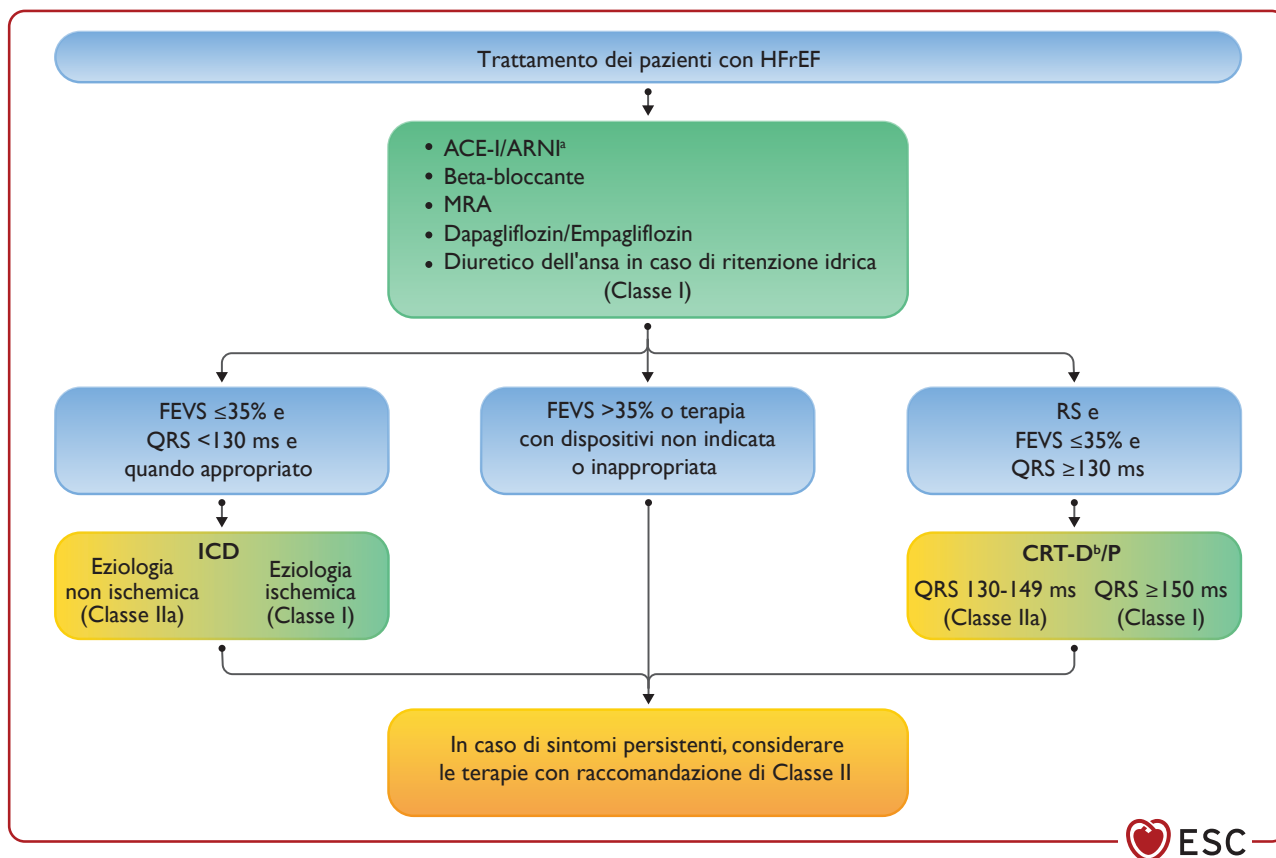 Trattamento dei pazienti con HFrEF
• ACE-I/ARNIᵃ
• Beta-bloccante
• MRA
• Dapagliflozin/Empagliflozin
• Diuretico dell'ansa in caso di ritenzione idrica
(Classe I)
FEVS ≤35% e
QRS <130 ms e
quando appropriato
FEVS >35% o terapia
con dispositivi non indicata
o inappropriata
RS e
FEVS ≤35% e
QRS ≥130 ms
ICD
Eziologia
non ischemica
(Classe IIa)
Eziologia
ischemica
(Classe I)
CRT-Dᵇ/P
QRS 130-149 ms
(Classe IIa)
QRS ≥150 ms
(Classe I)
In caso di sintomi persistenti, considerare
le terapie con raccomandazione di Classe II
ESC